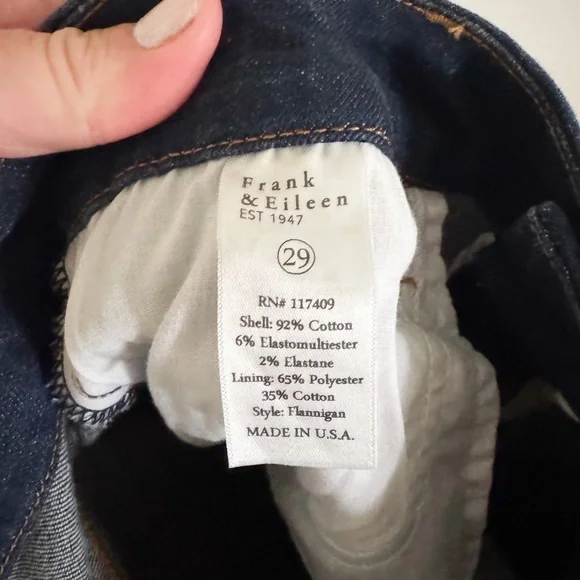 Frank
& Eileen
EST 1947
29
RN# 117409
Shell: 92% Cotton
6% Elastomultiester
2% Elastane
Lining: 65% Polyester
35% Cotton
Style: Flannigan
MADE IN U.S.A.